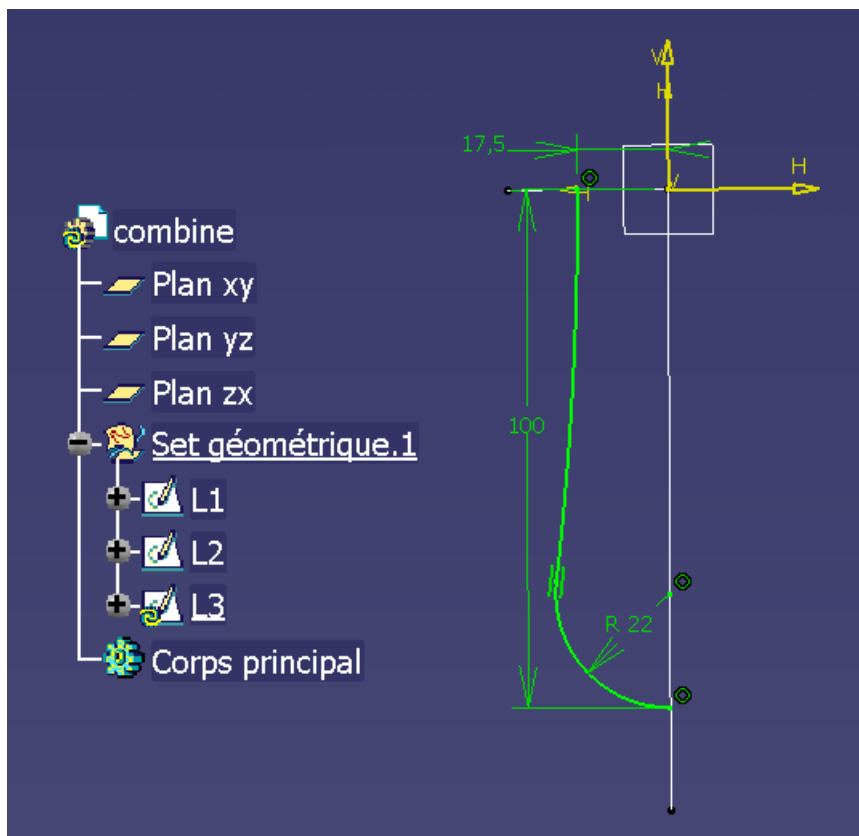 combine
Plan xy
Plan yz
Plan zx
Set géométrique.1
L1
L2
L3
Corps principal
V
H
17,5
H
V
100
R 22